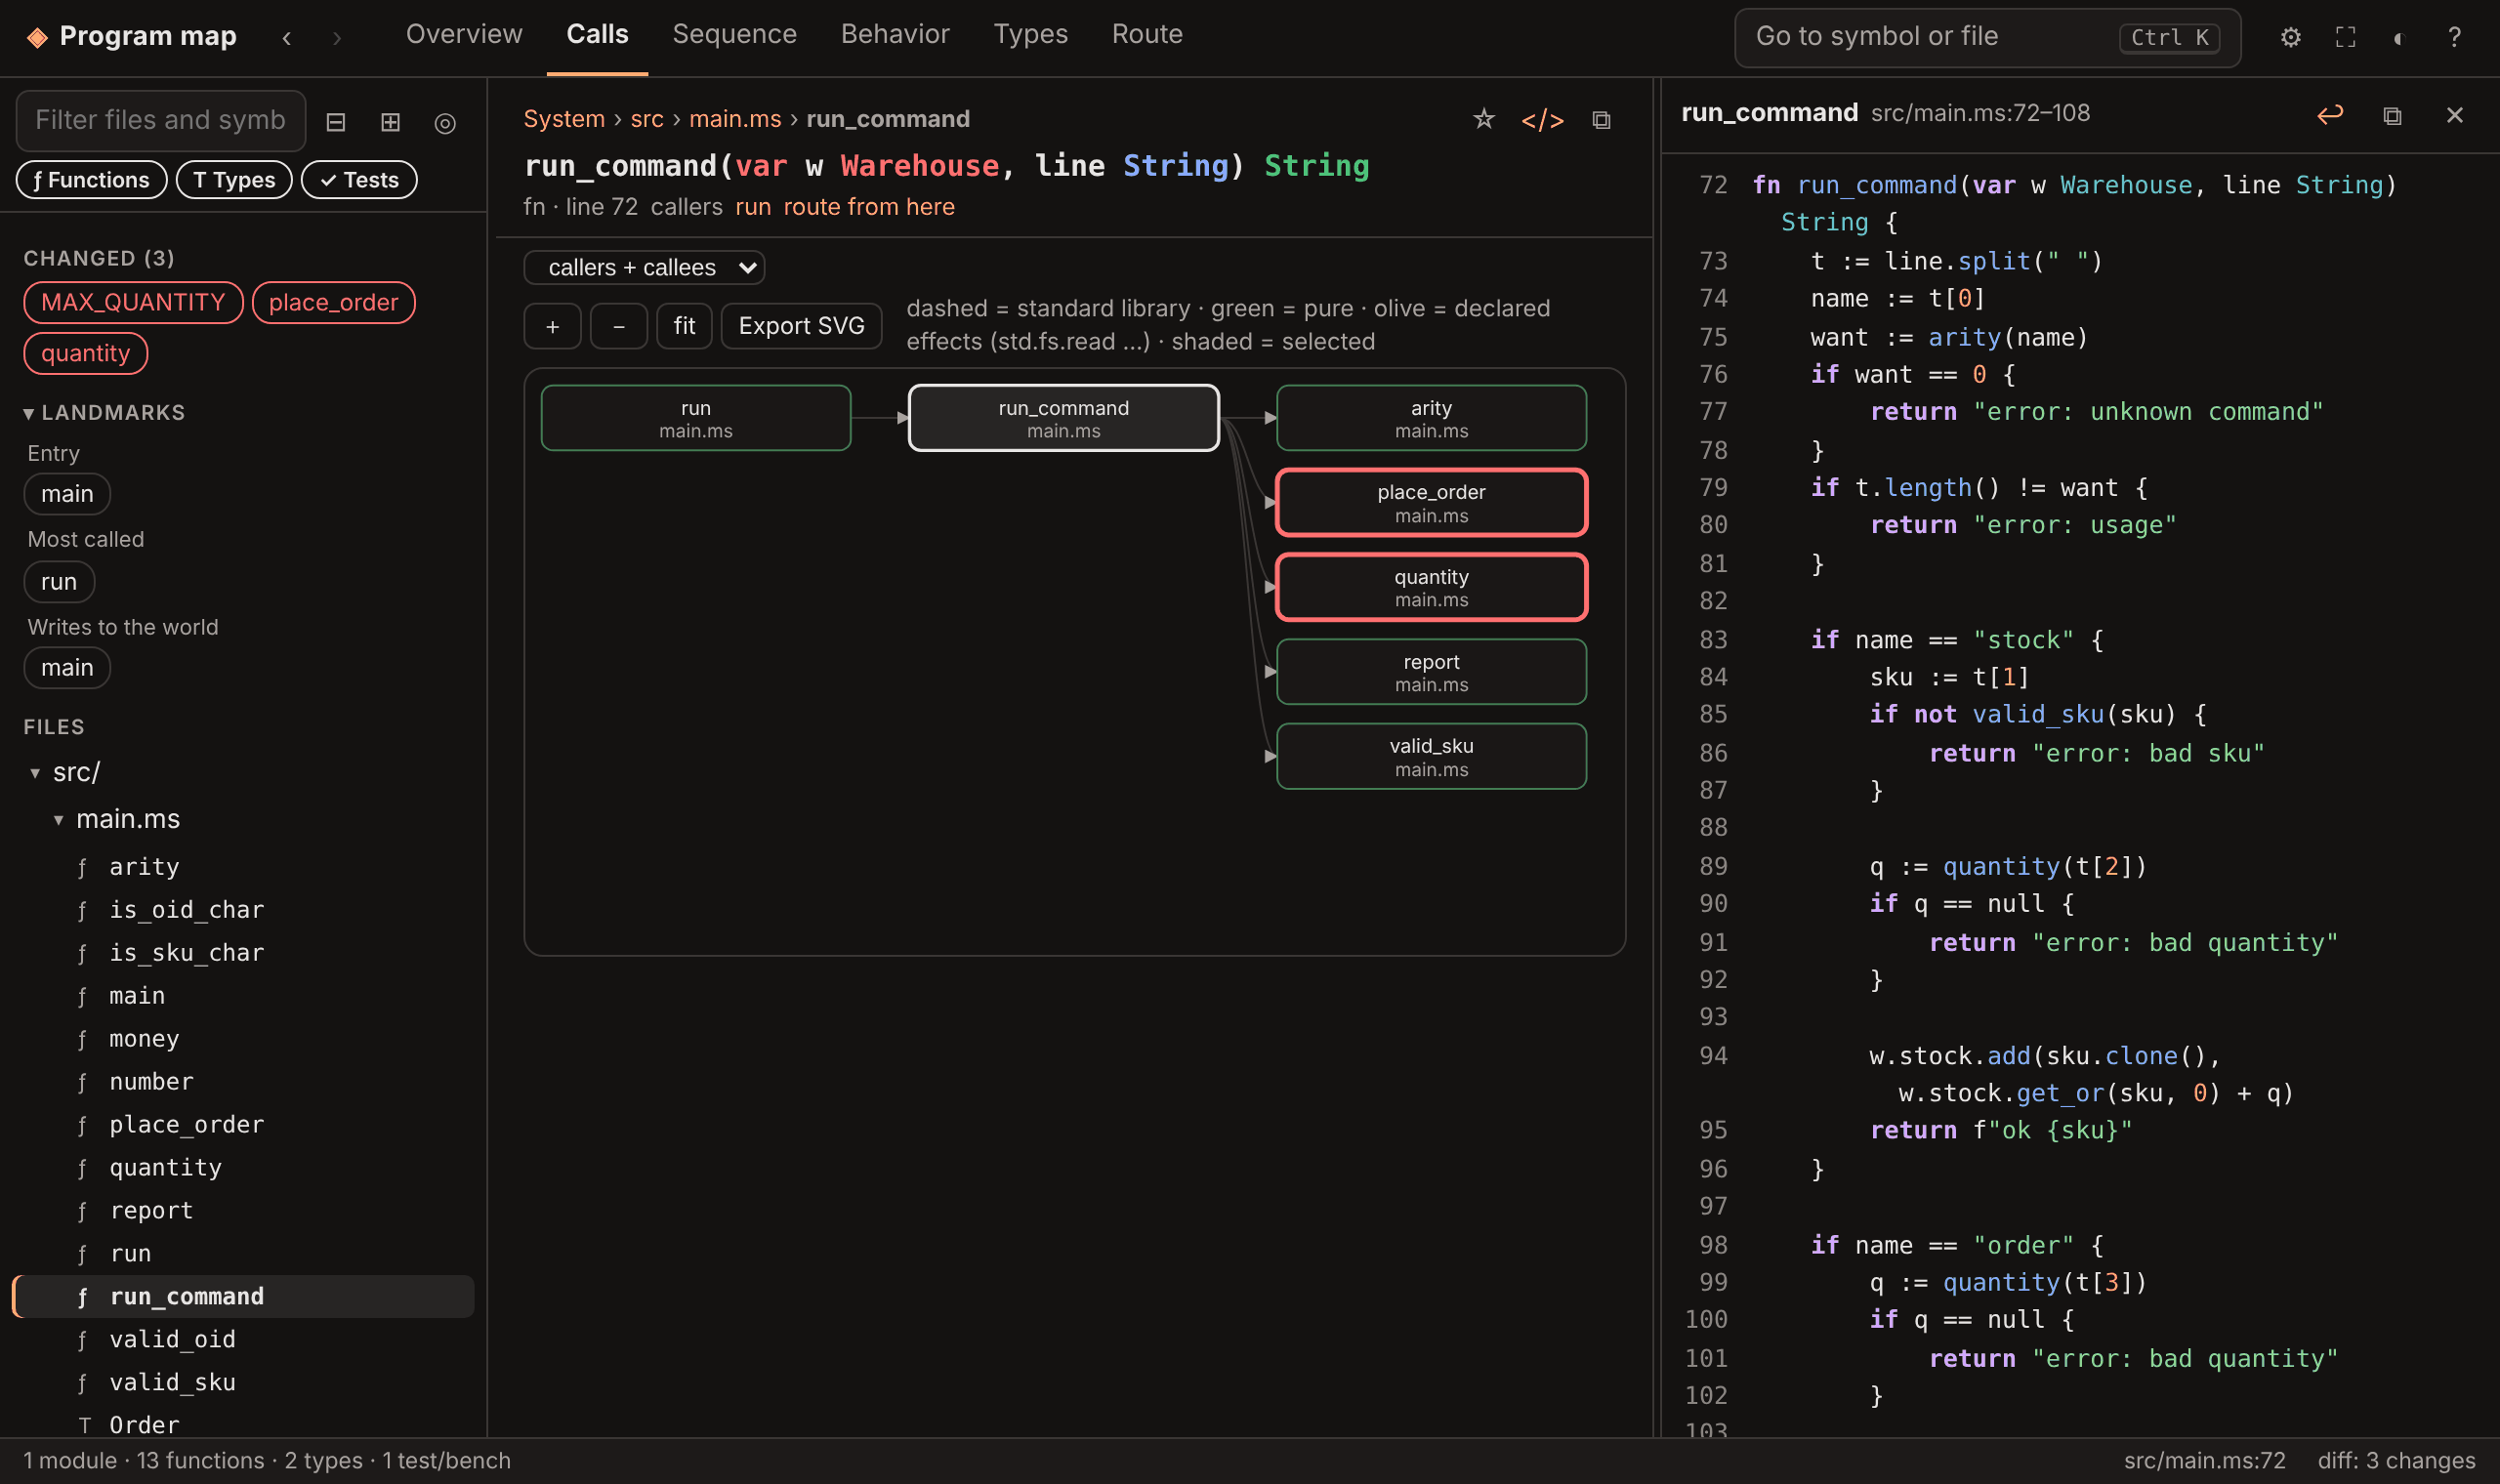 Program map
Overview
Calls
Sequence
Behavior
Types
Route
Go to symbol or file
Ctrl K
?
Filter files and symb
ƒ Functions
T Types
✓ Tests
CHANGED (3)
MAX_QUANTITY
place_order
quantity
▾ LANDMARKS
Entry
main
Most called
run
Writes to the world
main
FILES
▾ src/
▾ main.ms
ƒ arity
ƒ is_oid_char
ƒ is_sku_char
ƒ main
ƒ money
ƒ number
ƒ place_order
ƒ quantity
ƒ report
ƒ run
ƒ run_command
ƒ valid_oid
ƒ valid_sku
T Order
System › src › main.ms › run_command
☆ </>
run_command(var w Warehouse, line String) String
fn · line 72 callers run route from here
callers + callees
+
−
fit
Export SVG
dashed = standard library · green = pure · olive = declared
effects (std.fs.read ...) · shaded = selected
run
main.ms
run_command
main.ms
arity
main.ms
place_order
main.ms
quantity
main.ms
report
main.ms
valid_sku
main.ms
run_command src/main.ms:72–108
72 fn run_command(var w Warehouse, line String)
String {
73 t := line.split(" ")
74 name := t[0]
75 want := arity(name)
76 if want == 0 {
77 return "error: unknown command"
78 }
79 if t.length() != want {
80 return "error: usage"
81 }
82
83 if name == "stock" {
84 sku := t[1]
85 if not valid_sku(sku) {
86 return "error: bad sku"
87 }
88
89 q := quantity(t[2])
90 if q == null {
91 return "error: bad quantity"
92 }
93
94 w.stock.add(sku.clone(),
w.stock.get_or(sku, 0) + q)
95 return f"ok {sku}"
96 }
97
98 if name == "order" {
99 q := quantity(t[3])
100 if q == null {
101 return "error: bad quantity"
102 }
103
1 module · 13 functions · 2 types · 1 test/bench
src/main.ms:72
diff: 3 changes